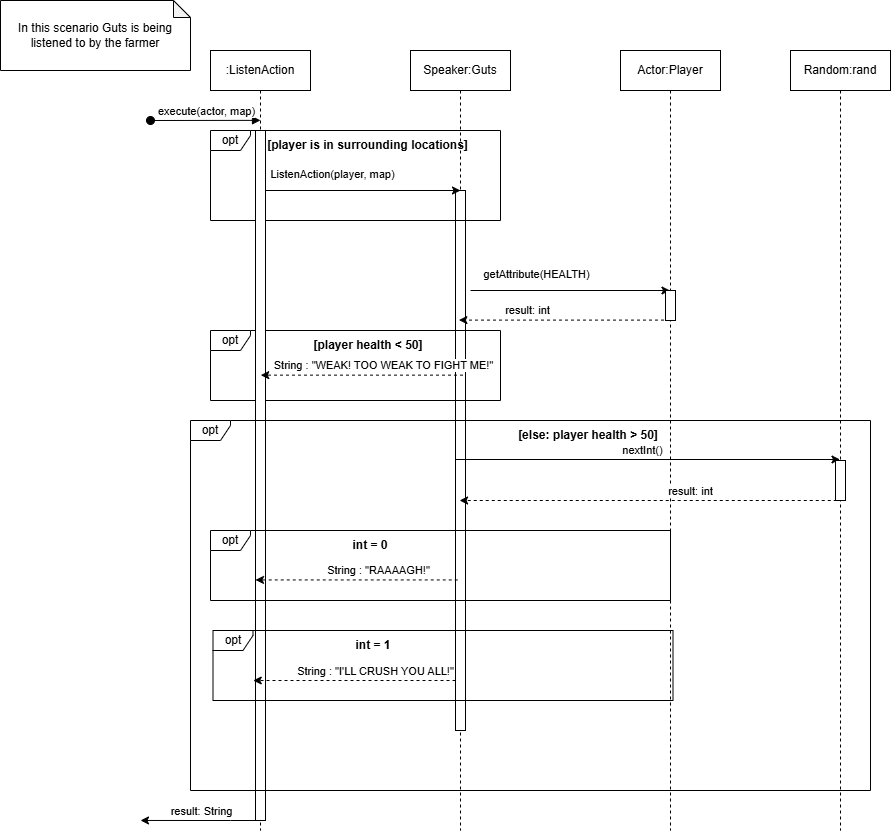 In this scenario Guts is being
listened to by the farmer
:ListenAction
Speaker:Guts
Actor:Player
Random:rand
execute(actor, map)
opt
[player is in surrounding locations]
ListenAction(player, map)
getAttribute(HEALTH)
result: int
opt
[player health < 50]
String : "WEAK! TOO WEAK TO FIGHT ME!"
opt
[else: player health > 50]
nextInt()
result: int
opt
int = 0
String : "RAAAAGH!"
opt
int = 1
String : "I'LL CRUSH YOU ALL!"
result: String